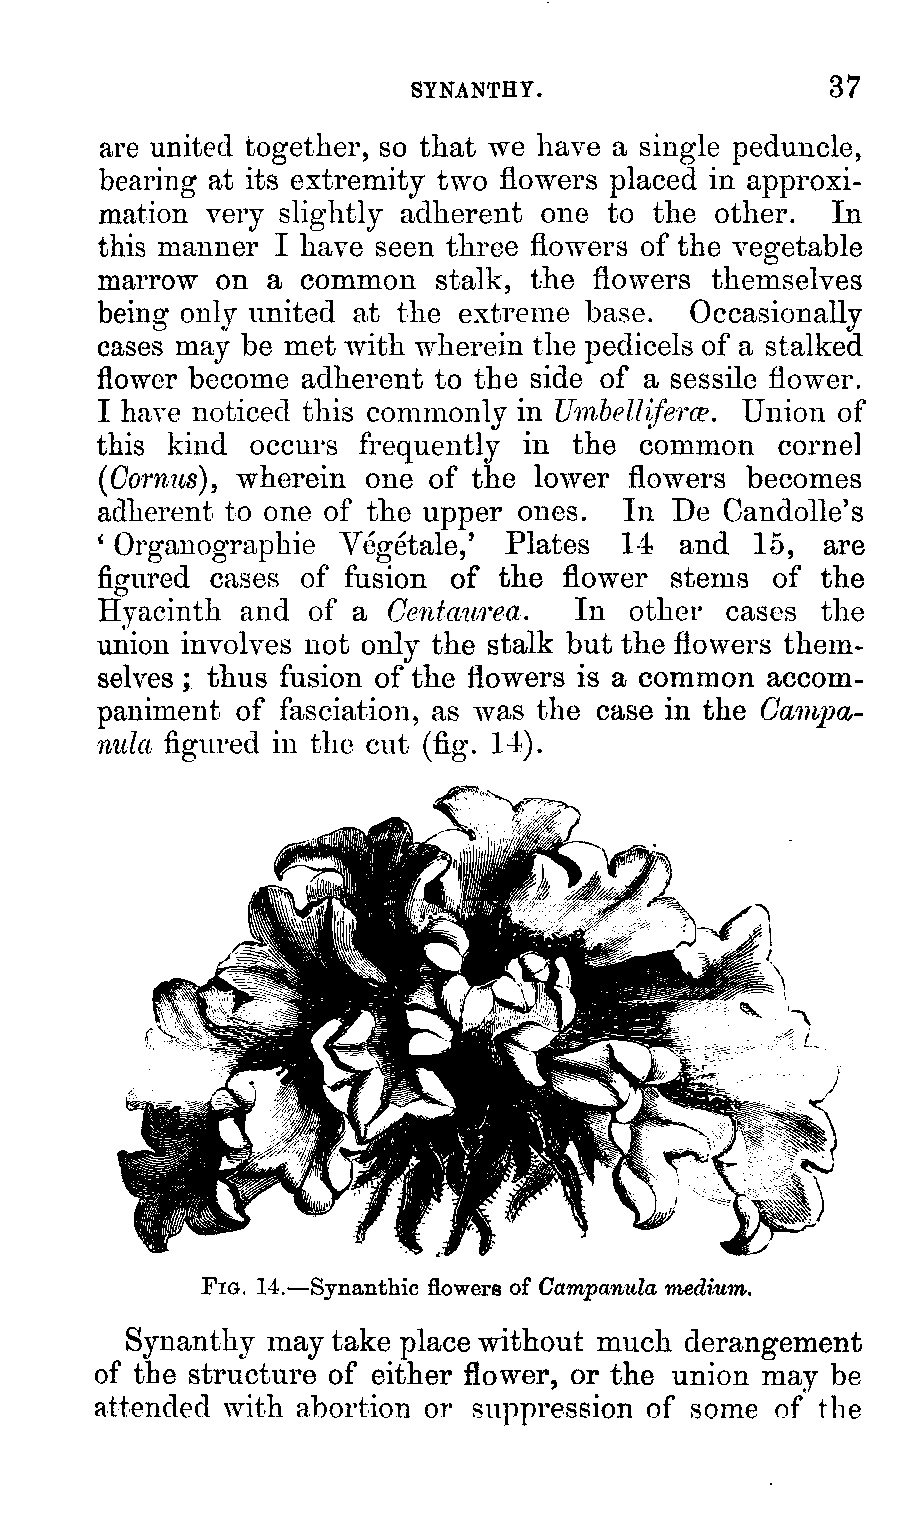 SYNANTHY. 37
are united together, so that we have a single peduncle,
bearing at its extremity two flowers placed in approxi-
mation very slightly adherent one to the other. In
this manner I have seen three flowers of the vegetable
marrow on a common stalk, the flowers themselves
being only united at the extreme base. Occasionally
cases may be met with wherein the pedicels of a stalked
flower become adherent to the side of a sessile flower.
I have noticed this commonly in Umbelliferæ. Union of
this kind occurs frequently in the common cornel
(Cornus), wherein one of the lower flowers becomes
adherent to one of the upper ones. In De Candolle's
‘ Organographie Végétale,’ Plates 14 and 15, are
figured cases of fusion of the flower stems of the
Hyacinth and of a Centaurea. In other cases the
union involves not only the stalk but the flowers them-
selves ; thus fusion of the flowers is a common accom-
paniment of fasciation, as was the case in the Campa-
nula figured in the cut (fig. 14).
FIG. 14.—Synanthic flowers of Campanula medium.
Synanthy may take place without much derangement
of the structure of either flower, or the union may be
attended with abortion or suppression of some of the